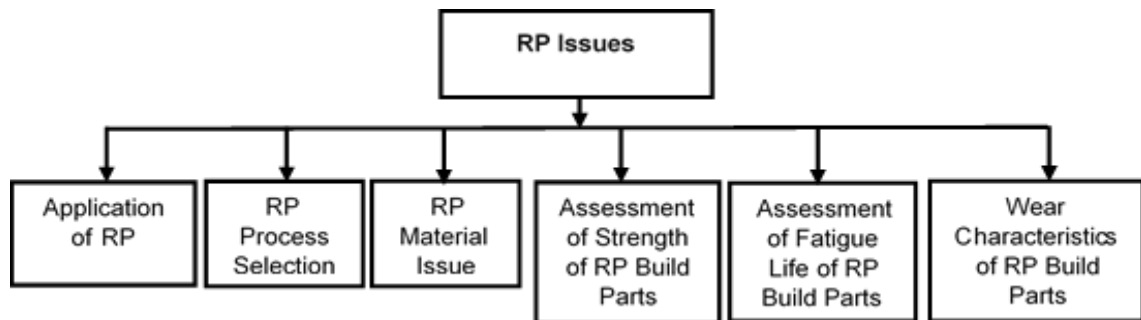 RP Issues
Application
of RP
RP
Process
Selection
RP
Material
Issue
Assessment
of Strength
of RP Build
Parts
Assessment
of Fatigue
Life of RP
Build Parts
Wear
Characteristics
of RP Build
Parts